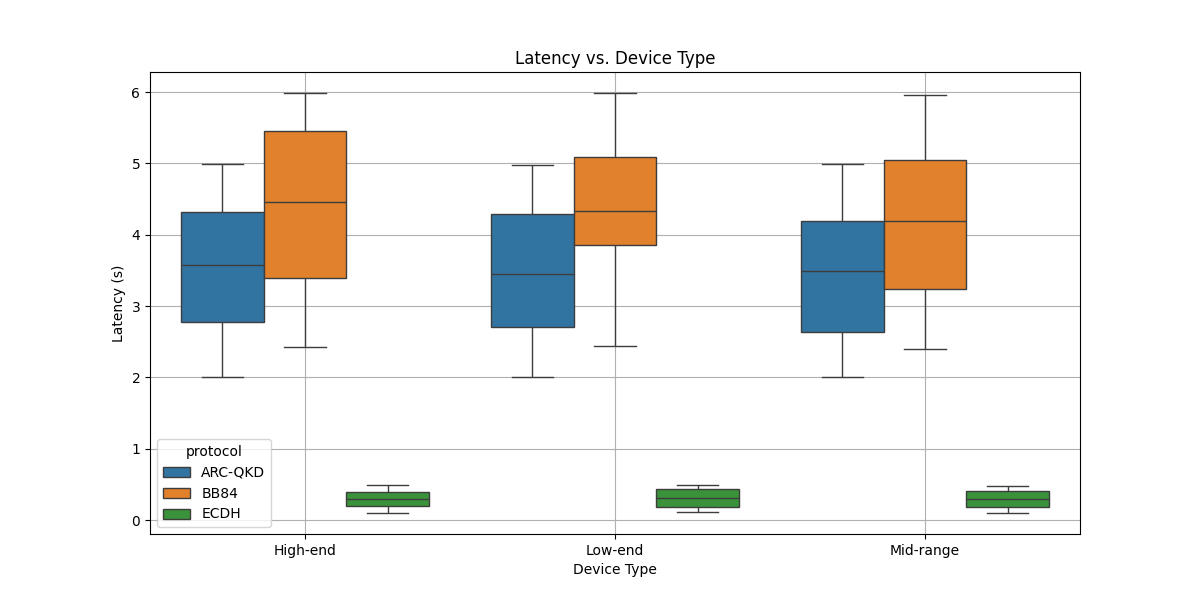 Latency vs. Device Type
Latency (s)
6
5
4
3
2
1
0
protocol
ARC-QKD
BB84
ECDH
High-end
Low-end
Mid-range
Device Type